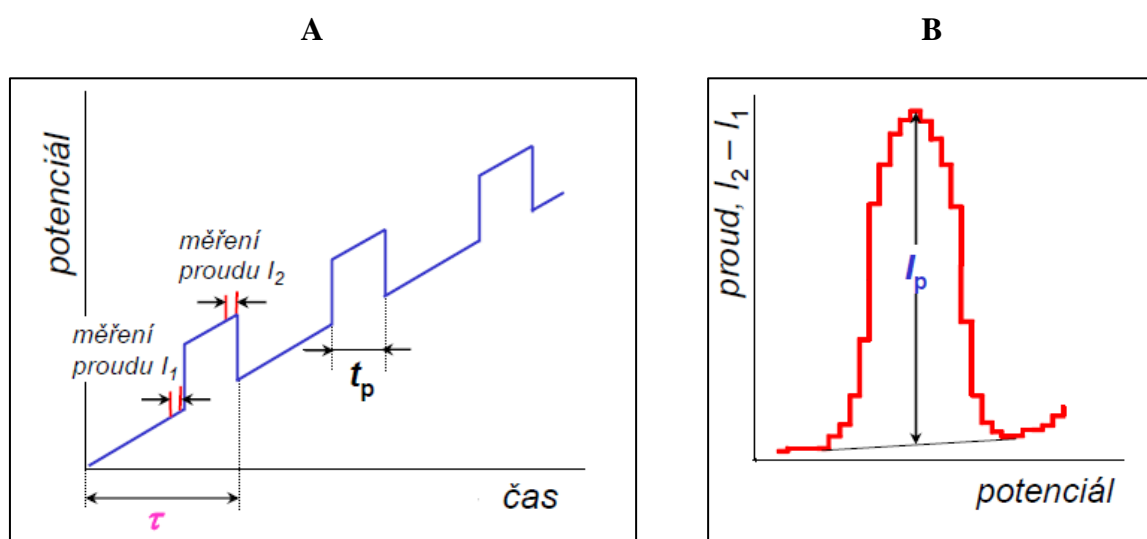 A
B
potenciál
měření
proudu I2
měření
proudu I1
tp
τ
čas
proud, I2 – I1
Ip
potenciál